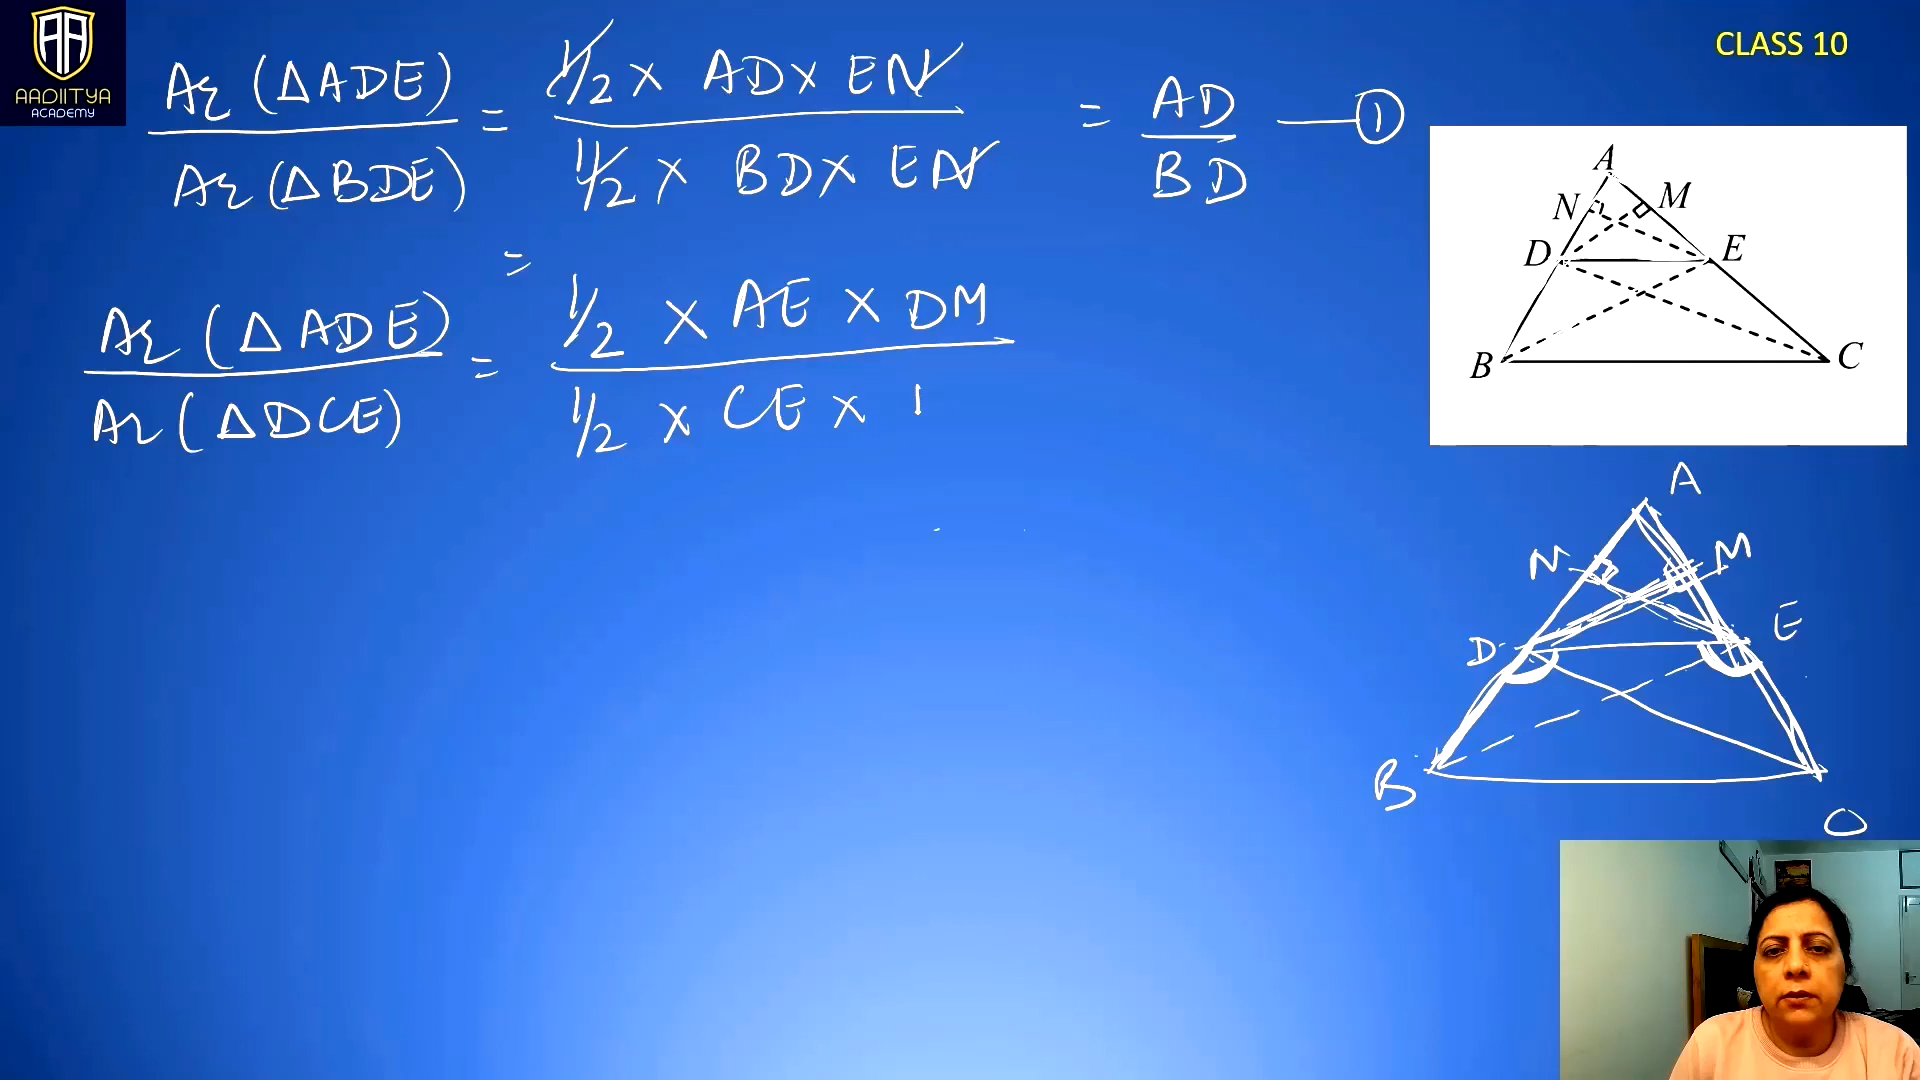 AADIITYA
ACADEMY
CLASS 10
Ar (ΔADE) / Ar (ΔBDE) = 1/2 × AD × EN / 1/2 × BD × EN = AD / BD — ①
=
Ar (ΔADE) / Ar (ΔDCE) = 1/2 × AE × DM / 1/2 × CE ×
A
N
M
D
E
B
C
A
N
M
D
E
B